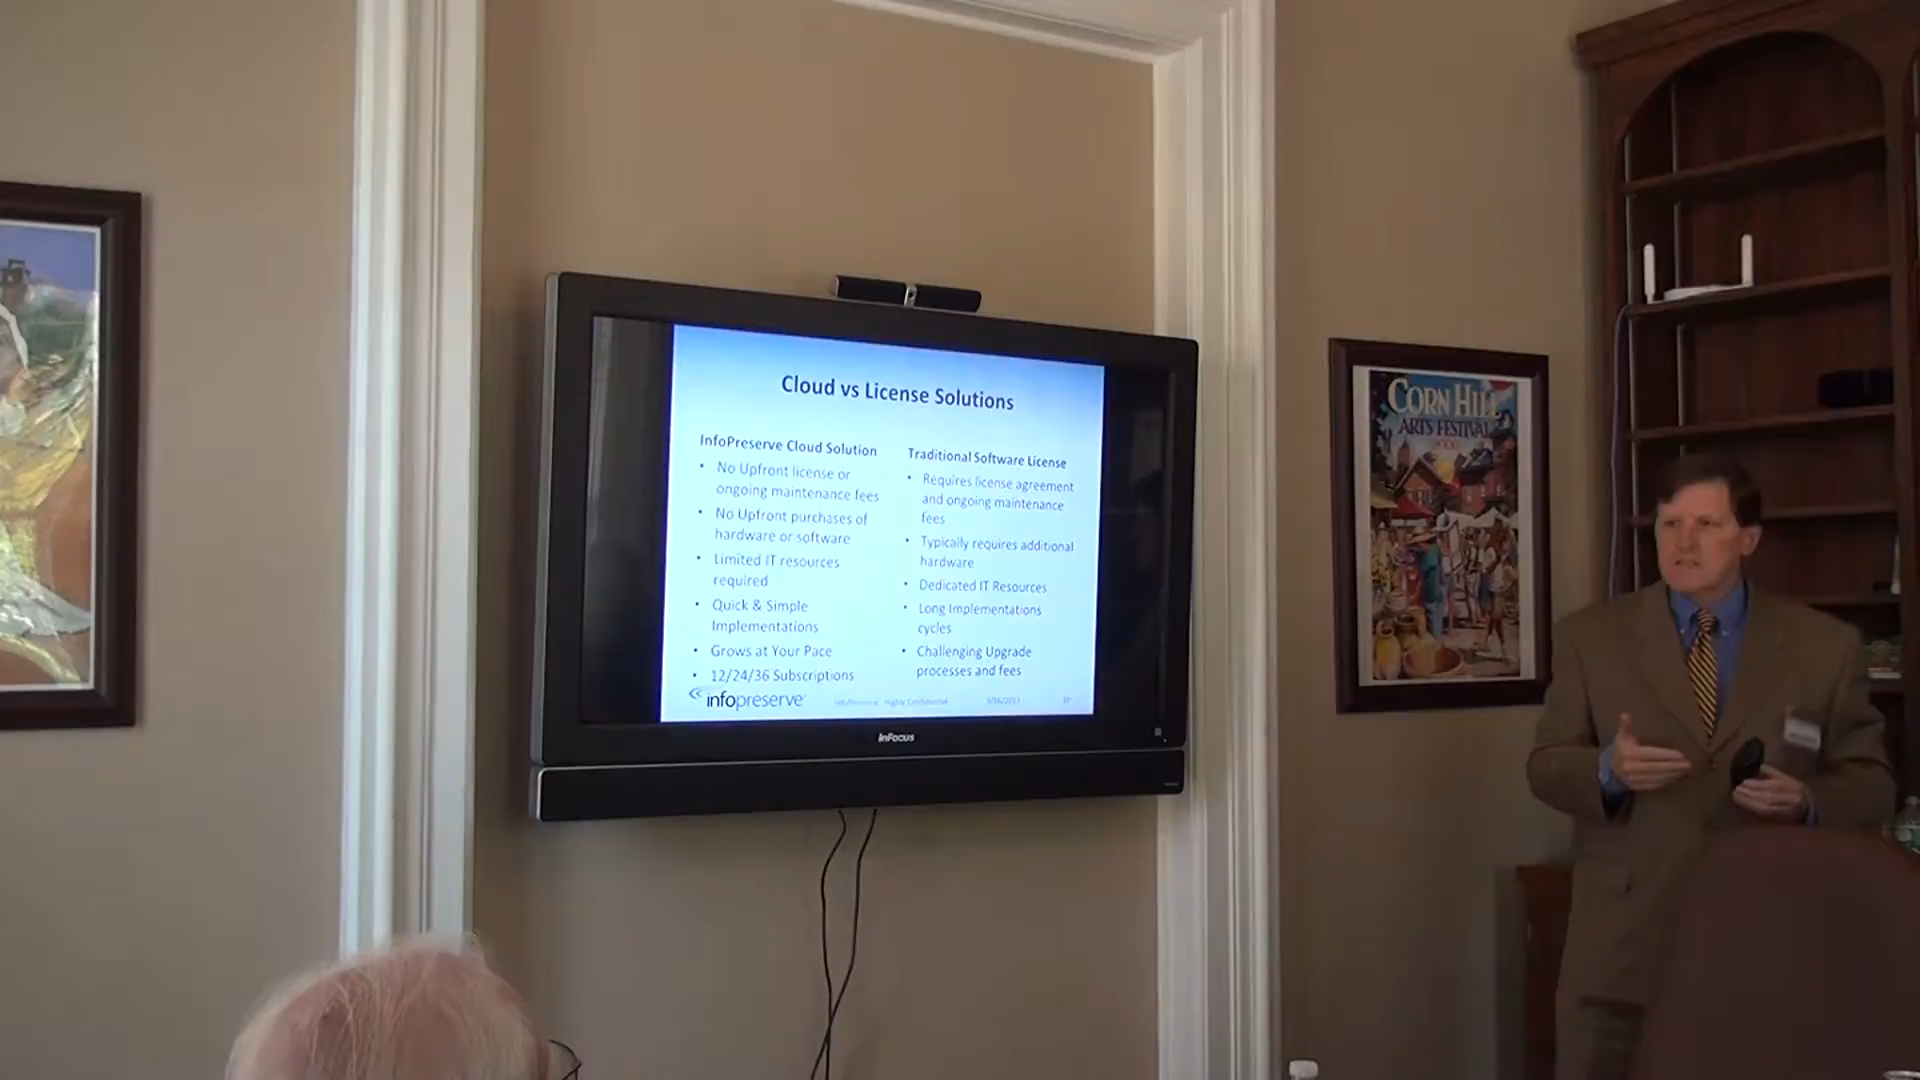 Cloud vs License Solutions
InfoPreserve Cloud Solution
• No Upfront license or
ongoing maintenance fees
• No Upfront purchases of
hardware or software
• Limited IT resources
required
• Quick & Simple
Implementations
• Grows at Your Pace
• 12/24/36 Subscriptions
Traditional Software License
• Requires license agreement
and ongoing maintenance
fees
• Typically requires additional
hardware
• Dedicated IT Resources
• Long Implementations
cycles
• Challenging Upgrade
processes and fees
infopreserve
Highly Confidential
10
InFocus
CORN HILL
ARTS FESTIVAL